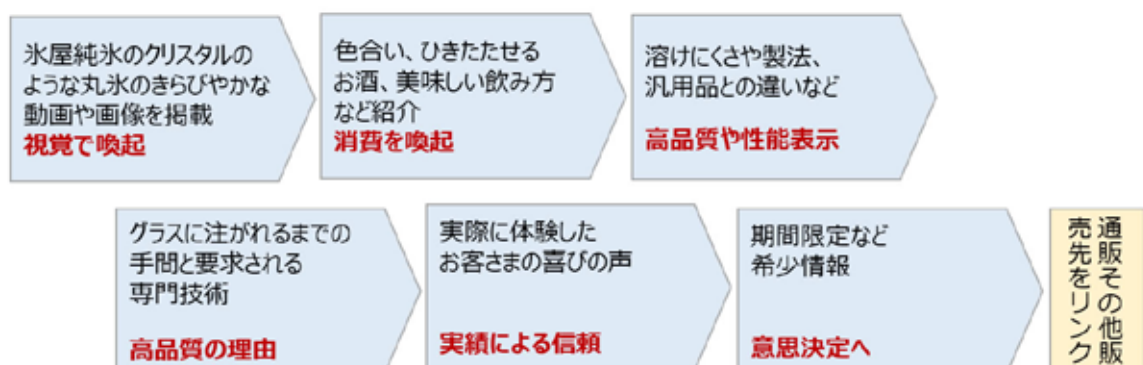 氷屋純氷のクリスタルの
ような丸氷のきらびやかな
動画や画像を掲載
視覚で喚起
色合い、ひきたたせる
お酒、美味しい飲み方
など紹介
消費を喚起
溶けにくさや製法、
汎用品との違いなど
高品質や性能表示
グラスに注がれるまでの
手間と要求される
専門技術
高品質の理由
実際に体験した
お客さまの喜びの声
実績による信頼
期間限定など
希少情報
意思決定へ
通販その他販
売先をリンク